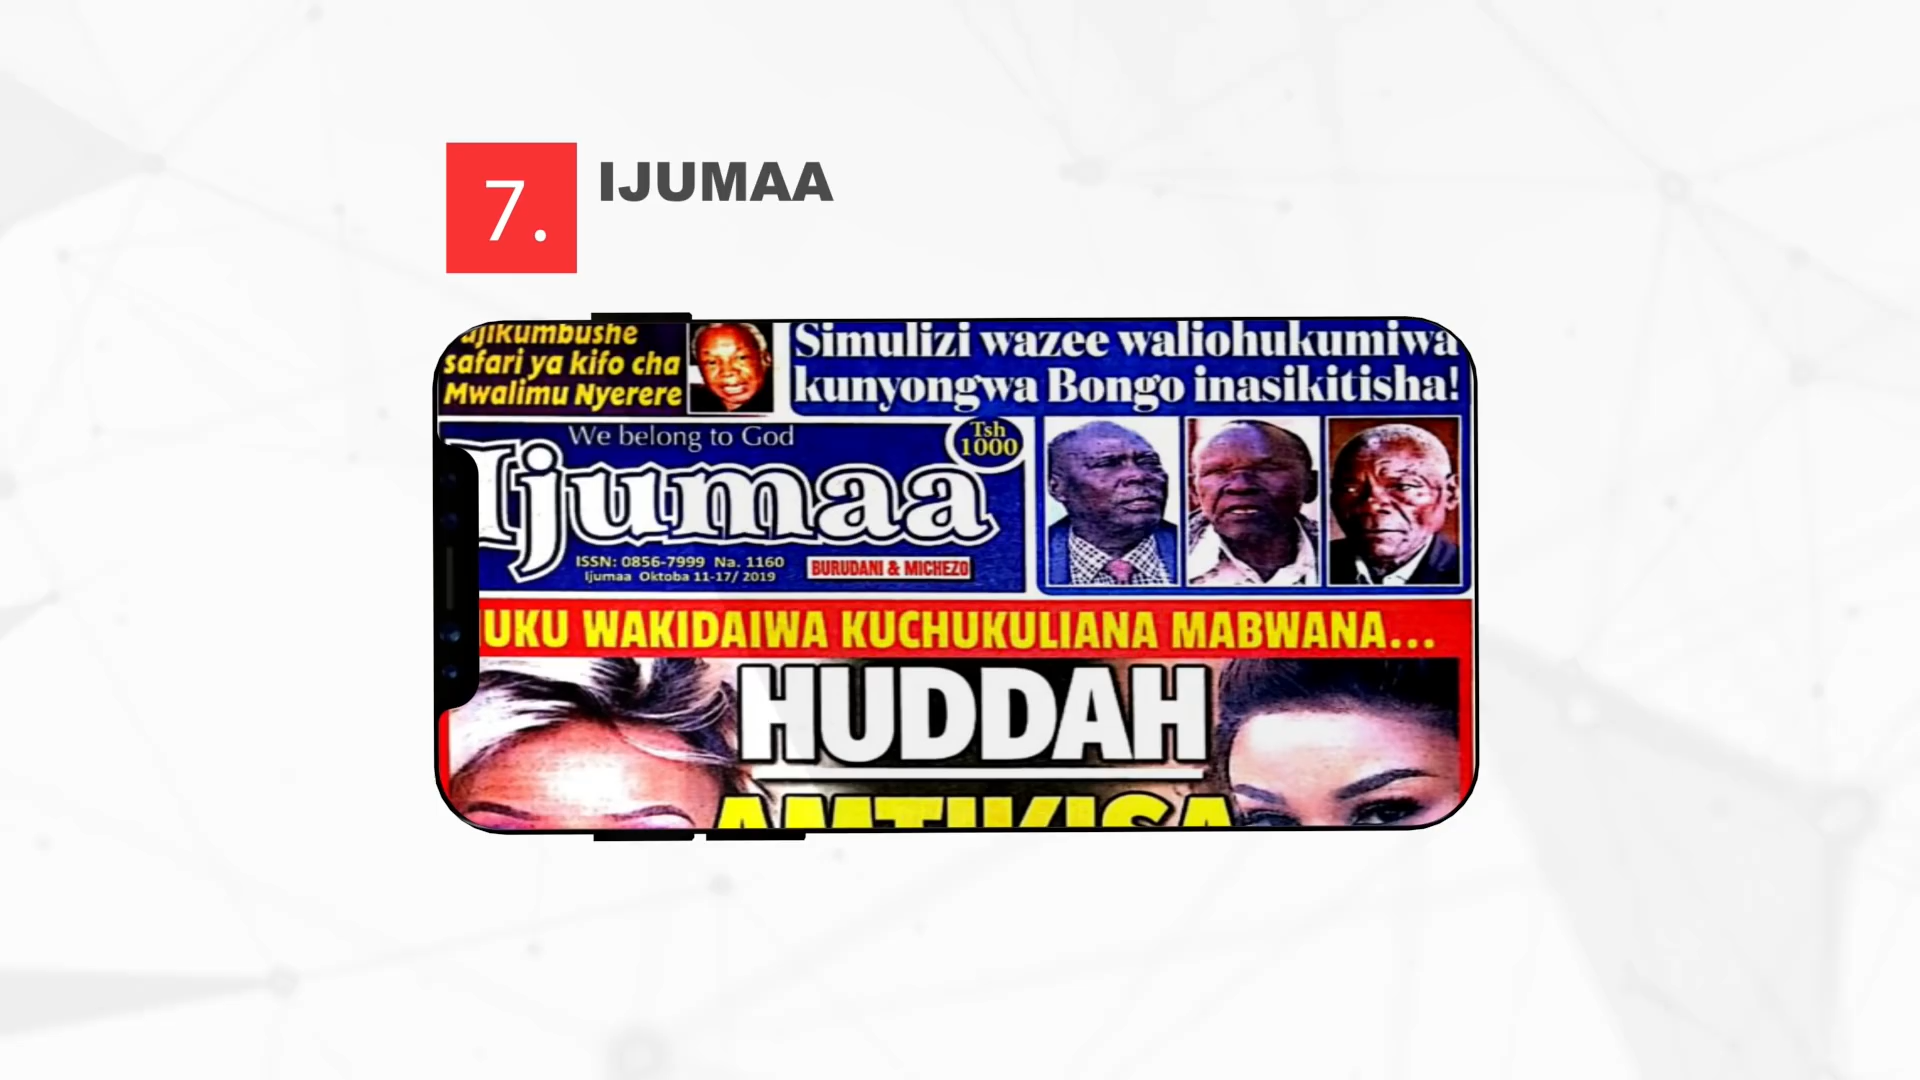 7.
IJUMAA
safari ya kifo cha
Mwalimu Nyerere
Simulizi wazee waliohukumiwa
kunyongwa Bongo inasikitisha!
We belong to God
Tsh
1000
Ijumaa
ISSN: 0856-7999 Na. 1160
Ijumaa Oktoba 11-17/ 2019
BURUDANI & MICHEZO
WAKIDAIWA KUCHUKULIANA MABWANA...
HUDDAH
AMTIKISA